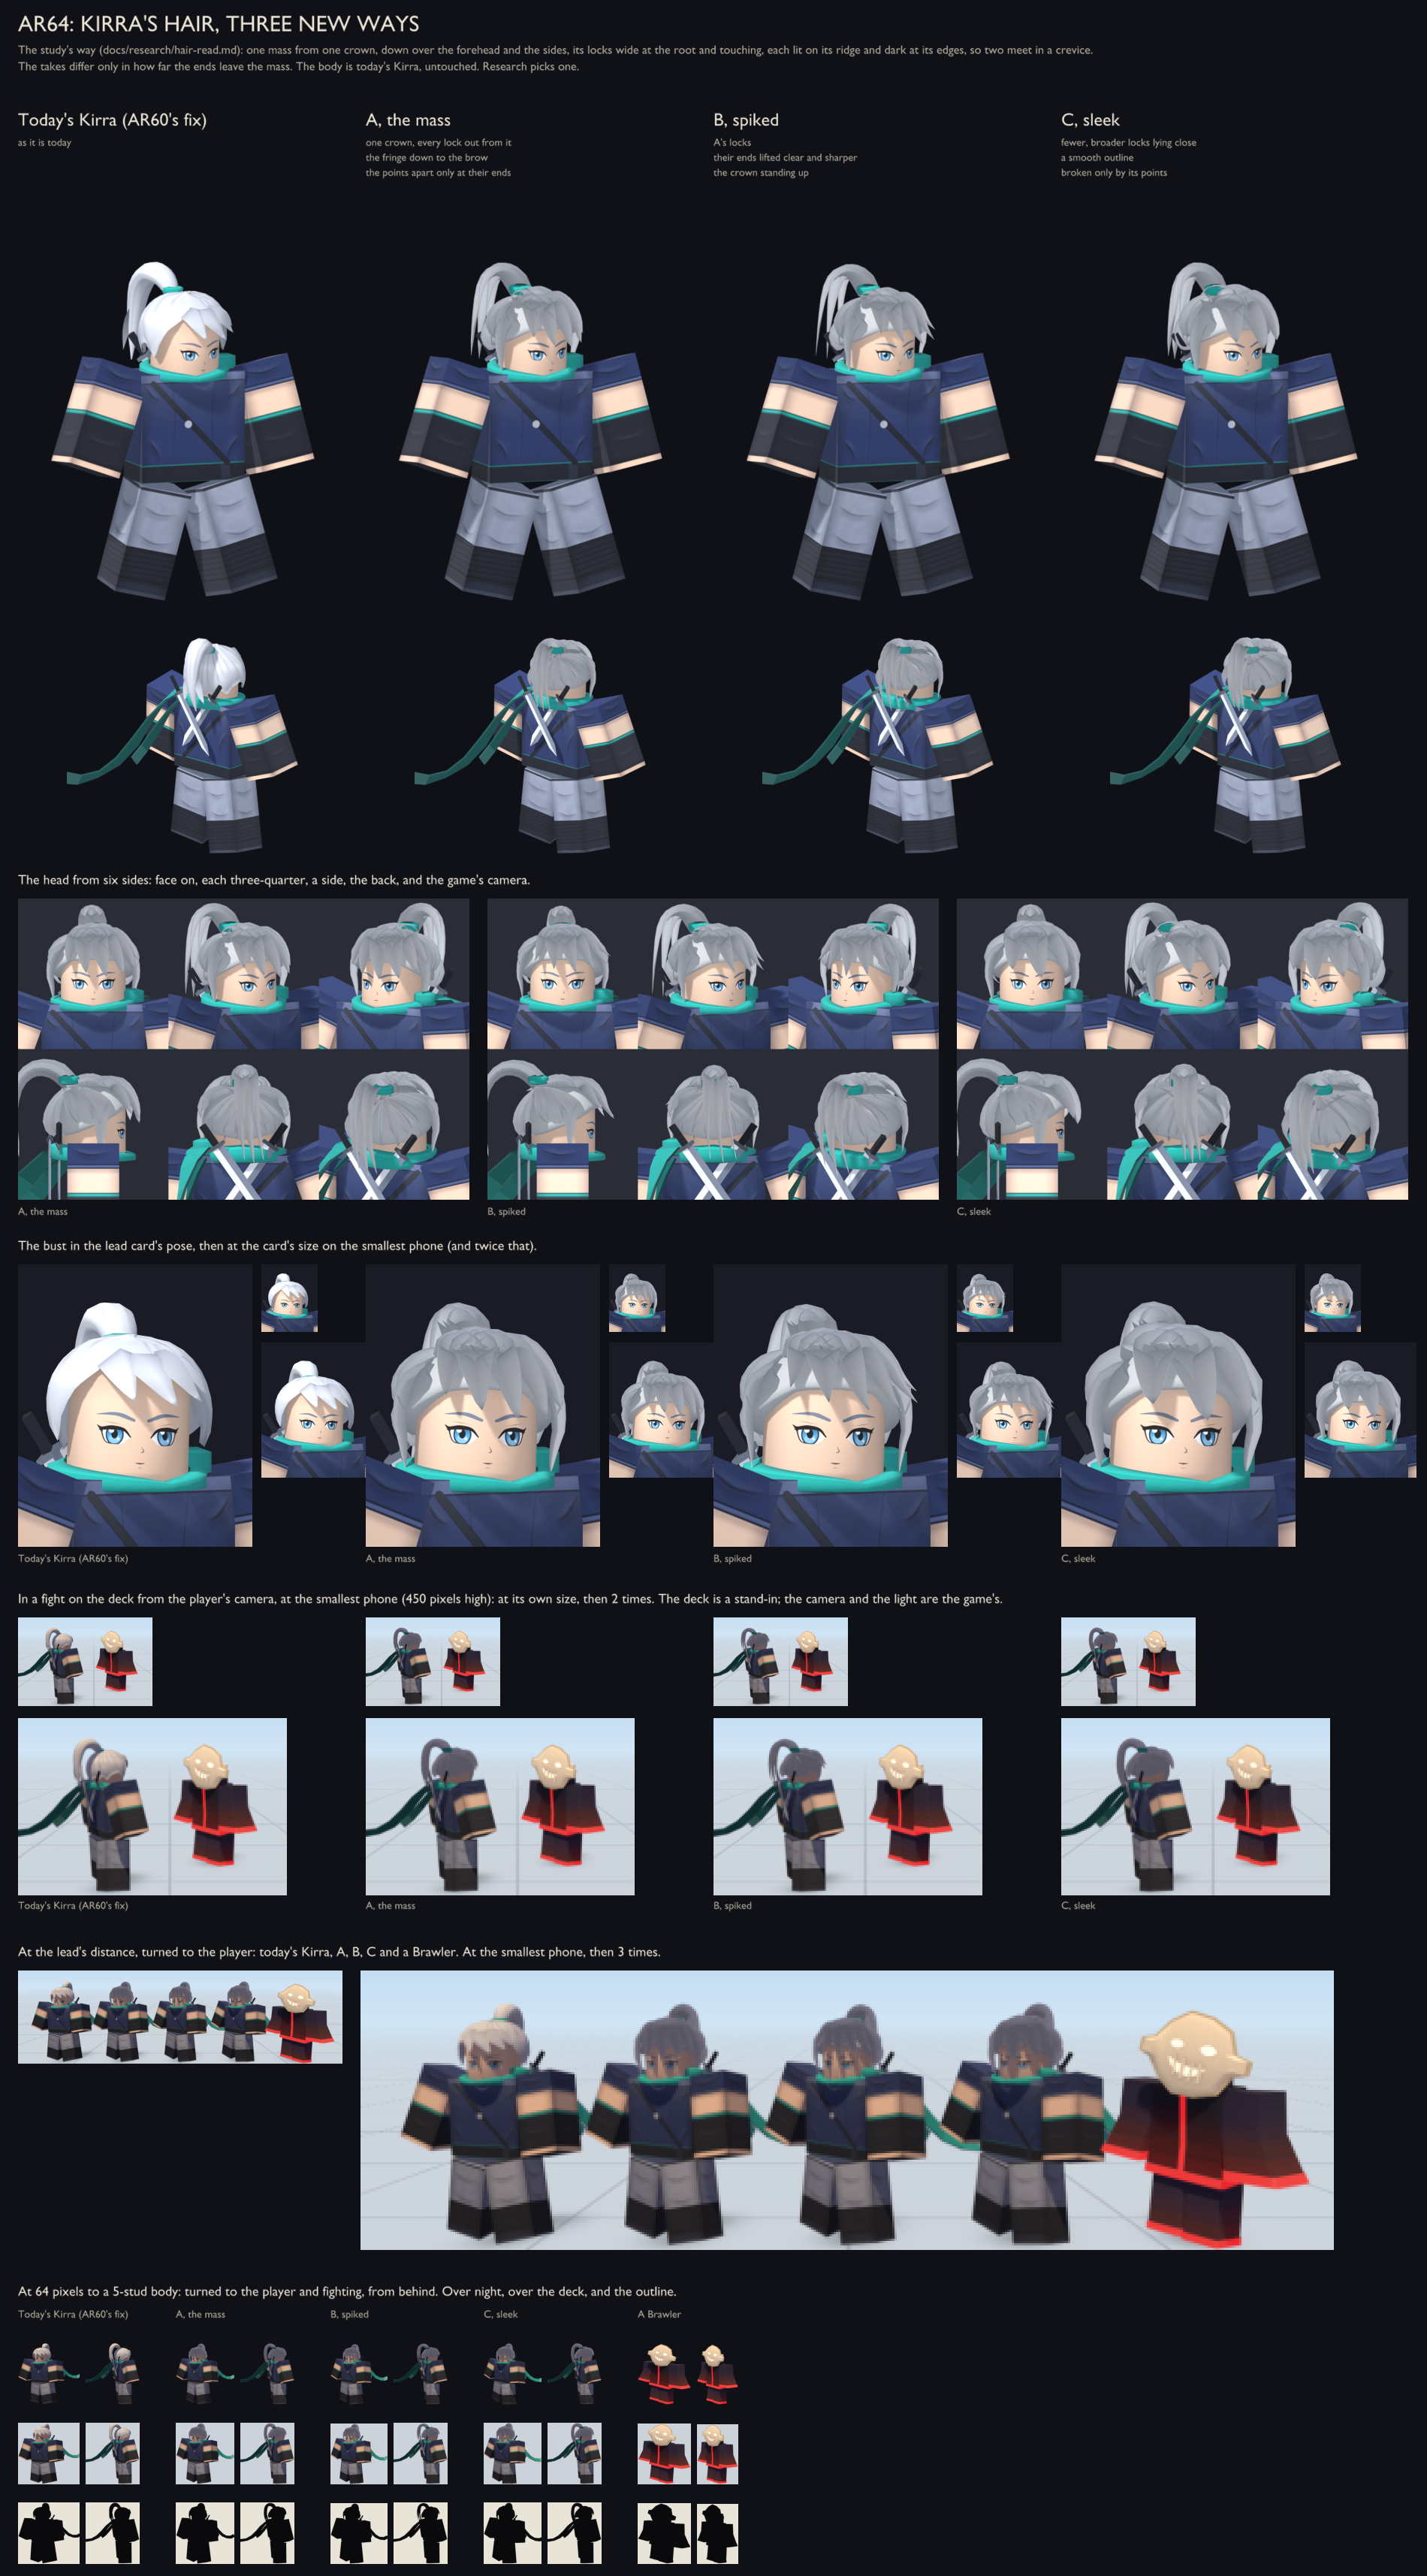 AR64: KIRRA'S HAIR, THREE NEW WAYS
The study's way (docs/research/hair-read.md): one mass from one crown, down over the forehead and the sides, its locks wide at the root and touching, each lit on its ridge and dark at its edges, so two meet in a crevice.
The takes differ only in how far the ends leave the mass. The body is today's Kirra, untouched. Research picks one.
Today's Kirra (AR60's fix)
as it is today
A, the mass
one crown, every lock out from it
the fringe down to the brow
the points apart only at their ends
B, spiked
A's locks
their ends lifted clear and sharper
the crown standing up
C, sleek
fewer, broader locks lying close
a smooth outline
broken only by its points
The head from six sides: face on, each three-quarter, a side, the back, and the game's camera.
A, the mass
B, spiked
C, sleek
The bust in the lead card's pose, then at the card's size on the smallest phone (and twice that).
Today's Kirra (AR60's fix)
A, the mass
B, spiked
C, sleek
In a fight on the deck from the player's camera, at the smallest phone (450 pixels high): at its own size, then 2 times. The deck is a stand-in; the camera and the light are the game's.
Today's Kirra (AR60's fix)
A, the mass
B, spiked
C, sleek
At the lead's distance, turned to the player: today's Kirra, A, B, C and a Brawler. At the smallest phone, then 3 times.
At 64 pixels to a 5-stud body: turned to the player and fighting, from behind. Over night, over the deck, and the outline.
Today's Kirra (AR60's fix)
A, the mass
B, spiked
C, sleek
A Brawler